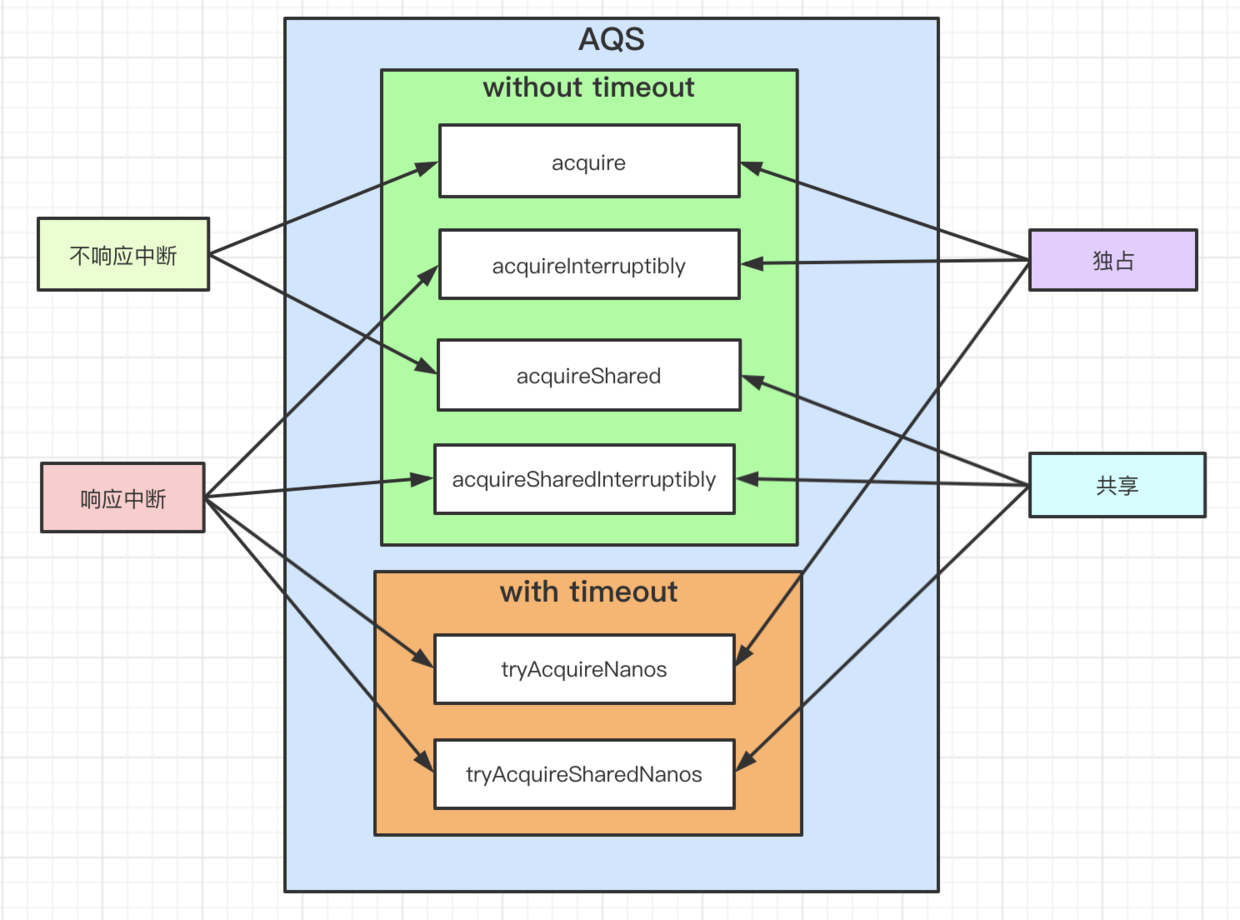 AQS
without timeout
acquire
不响应中断
acquireInterruptibly
独占
acquireShared
响应中断
acquireSharedInterruptibly
共享
with timeout
tryAcquireNanos
tryAcquireSharedNanos